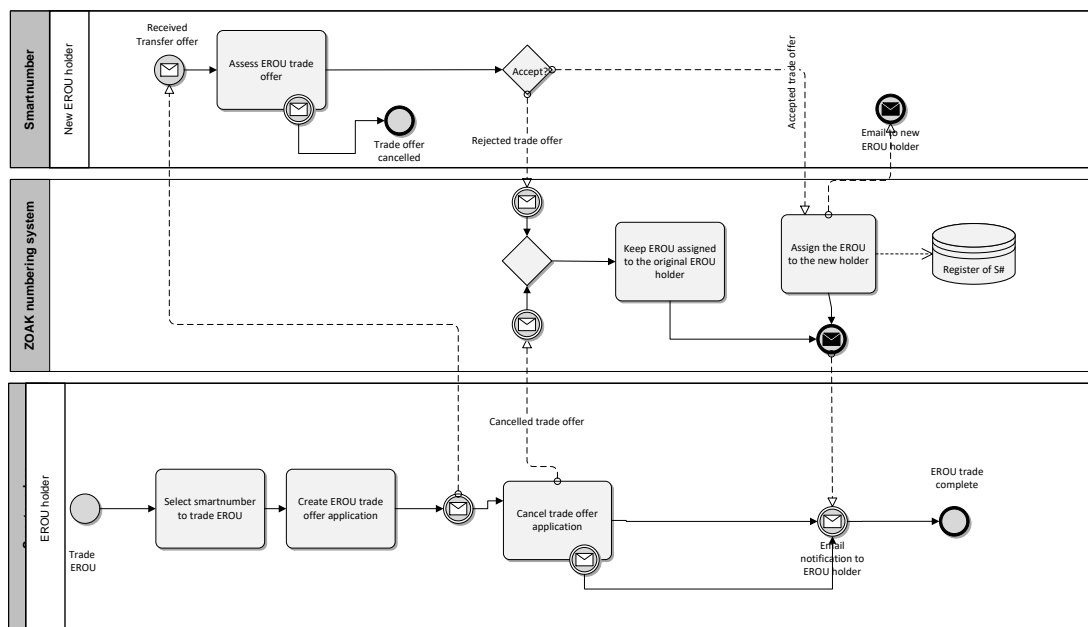 Smartnumber
New EROU holder
Received
Transfer offer
Assess EROU trade
offer
Trade offer
cancelled
Accept?
Rejected trade offer
Accepted trade offer
Email to new
EROU holder
ZOAK numbering system
Keep EROU assigned
to the original EROU
holder
Assign the EROU
to the new holder
Register of S#
Cancelled trade offer
EROU holder
Trade
EROU
Select smartnumber
to trade EROU
Create EROU trade
offer application
Cancel trade offer
application
Email
notification to
EROU holder
EROU trade
complete